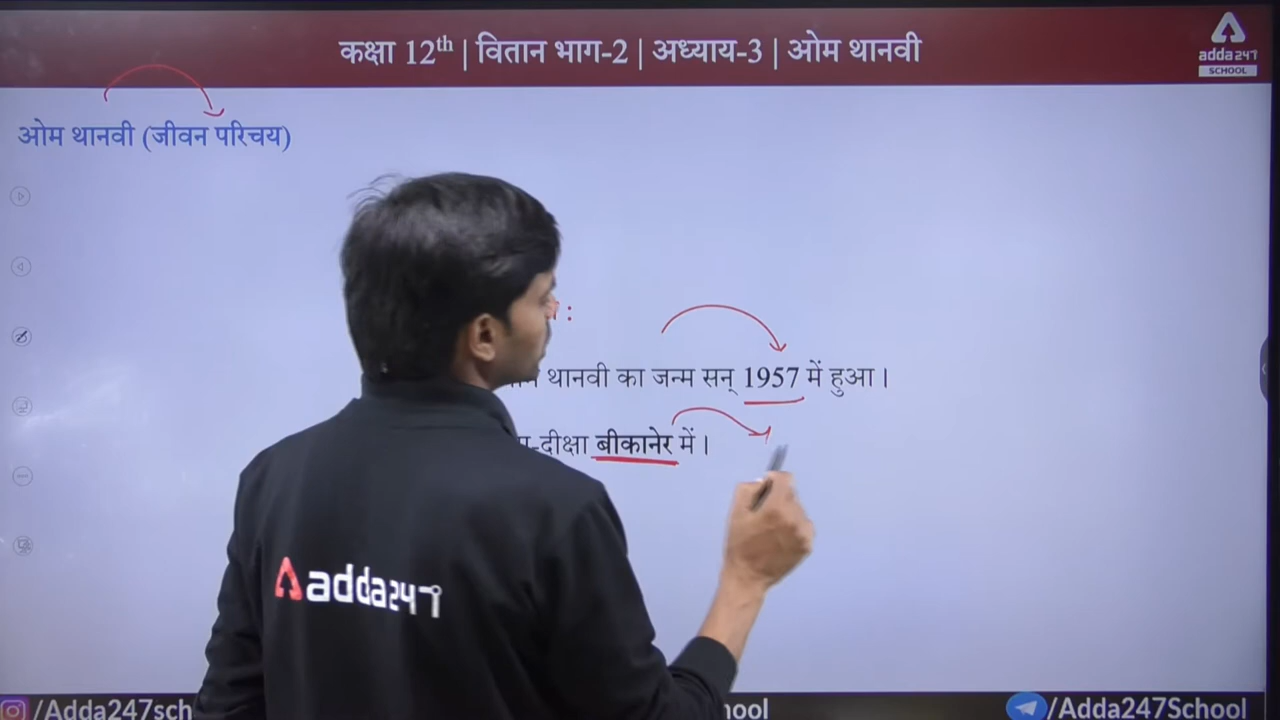 कक्षा 12th | वितान भाग-2 | अध्याय-3 | ओम थानवी
adda247
SCHOOL
ओम थानवी (जीवन परिचय)
:
थानवी का जन्म सन् 1957 में हुआ।
-दीक्षा बीकानेर में।
adda247
/Adda247sch
hool
/Adda247School